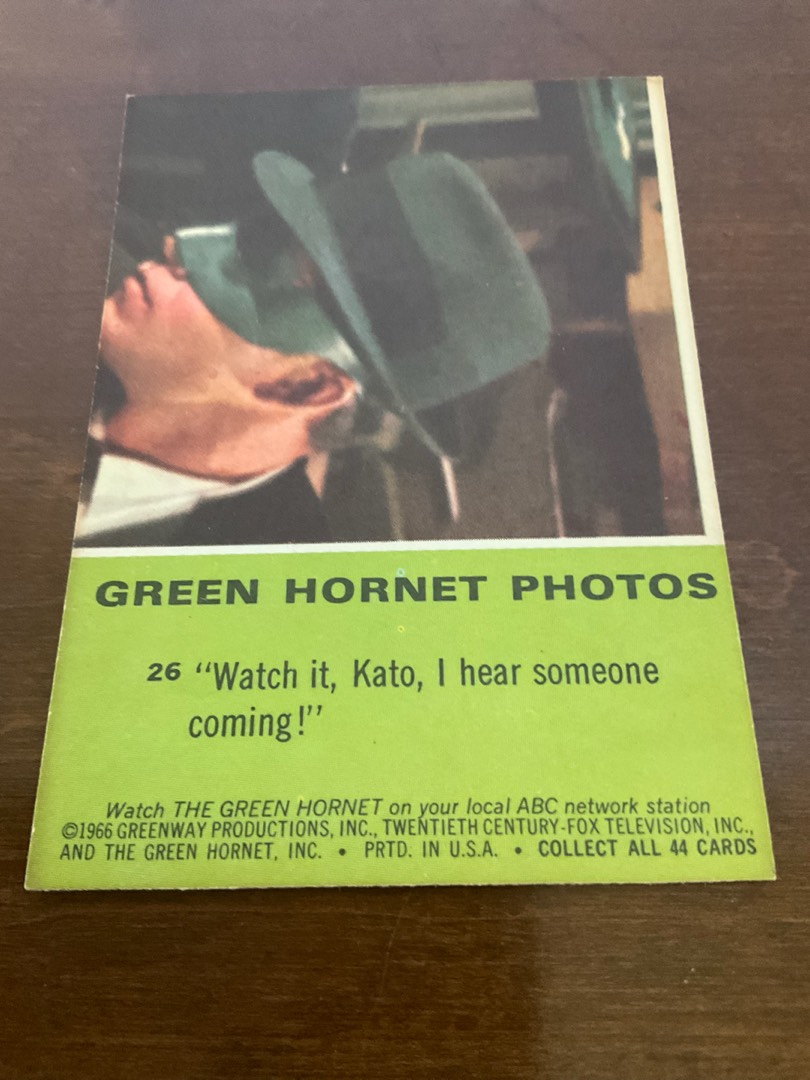 GREEN HORNET PHOTOS
26 “Watch it, Kato, I hear someone
coming!”
Watch THE GREEN HORNET on your local ABC network station
©1966 GREENWAY PRODUCTIONS, INC., TWENTIETH CENTURY-FOX TELEVISION, INC.,
AND THE GREEN HORNET, INC. • PRTD. IN U.S.A. • COLLECT ALL 44 CARDS